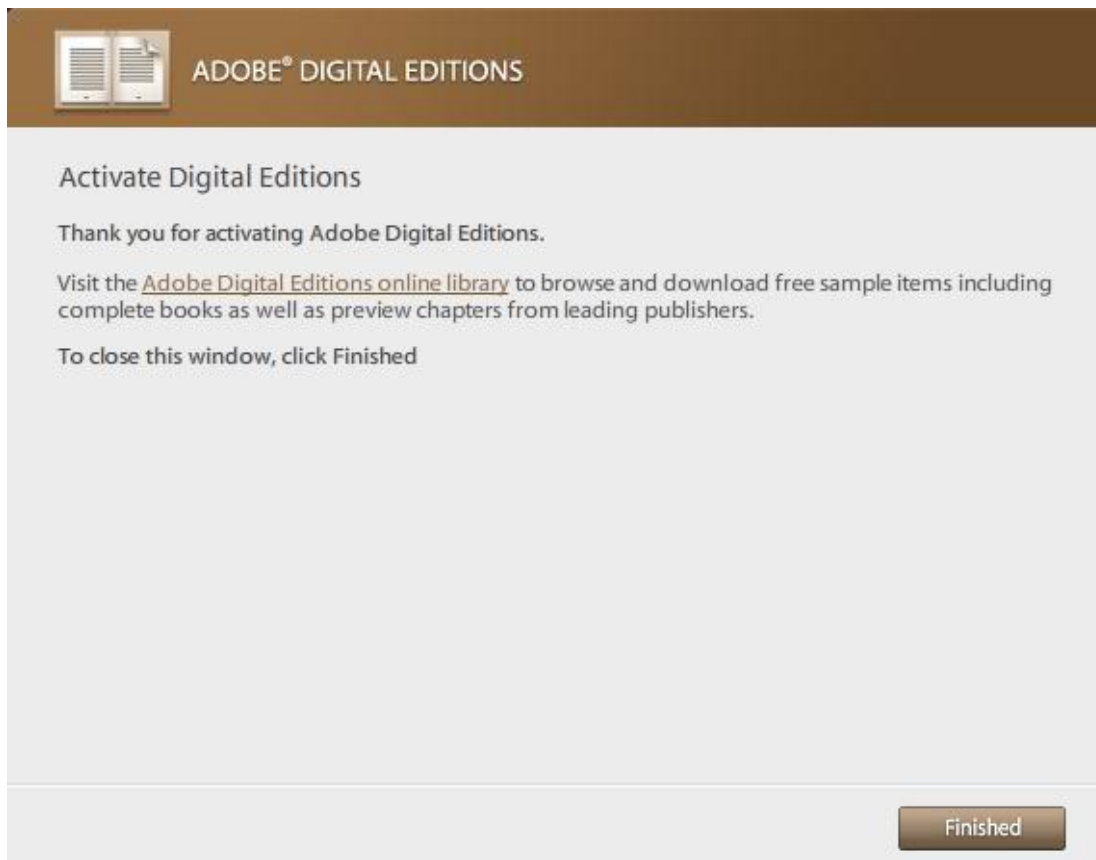 ADOBE® DIGITAL EDITIONS
Activate Digital Editions
Thank you for activating Adobe Digital Editions.
Visit the Adobe Digital Editions online library to browse and download free sample items including
complete books as well as preview chapters from leading publishers.
To close this window, click Finished
Finished